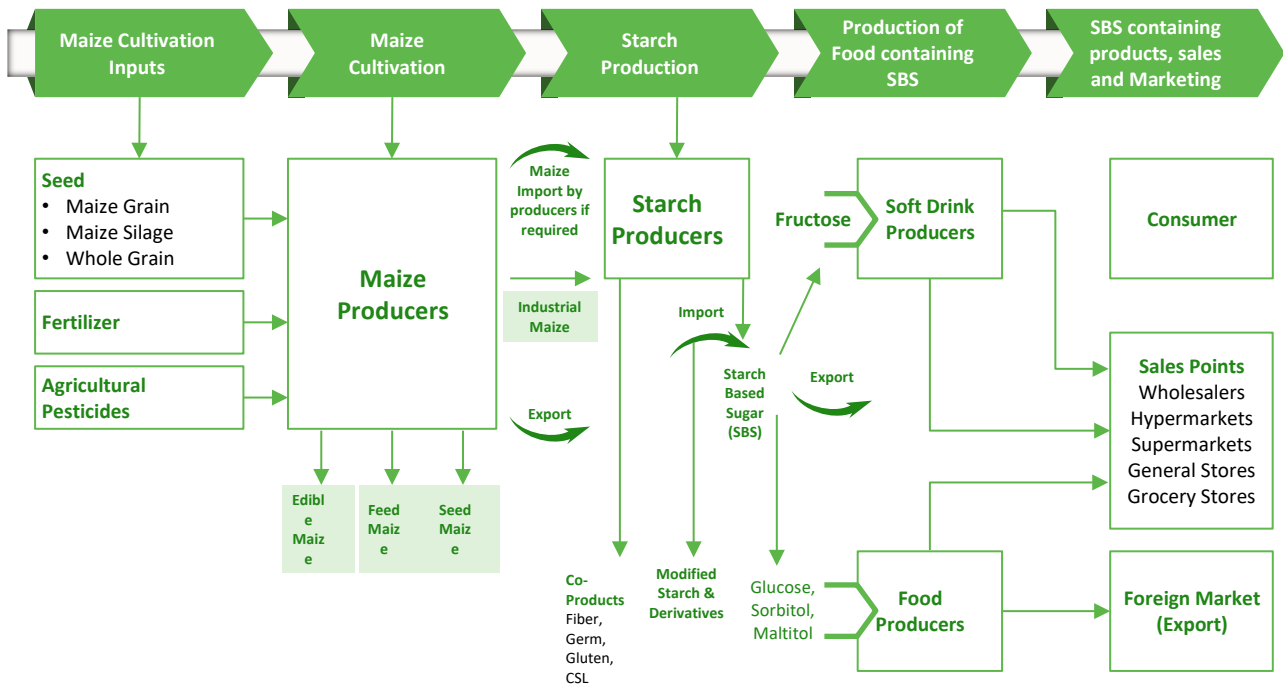 Maize Cultivation
Inputs
Maize
Cultivation
Starch
Production
Production of
Food containing
SBS
SBS containing
products, sales
and Marketing
Seed
• Maize Grain
• Maize Silage
• Whole Grain
Fertilizer
Agricultural
Pesticides
Maize
Producers
Edibl
e
Maiz
e
Feed
Maiz
e
Seed
Maiz
e
Maize
Import by
producers if
required
Industrial
Maize
Export
Starch
Producers
Import
Starch
Based
Sugar
(SBS)
Export
Co-
Products
Fiber,
Germ,
Gluten,
CSL
Modified
Starch &
Derivatives
Glucose,
Sorbitol,
Maltitol
Fructose
Soft Drink
Producers
Food
Producers
Consumer
Sales Points
Wholesalers
Hypermarkets
Supermarkets
General Stores
Grocery Stores
Foreign Market
(Export)